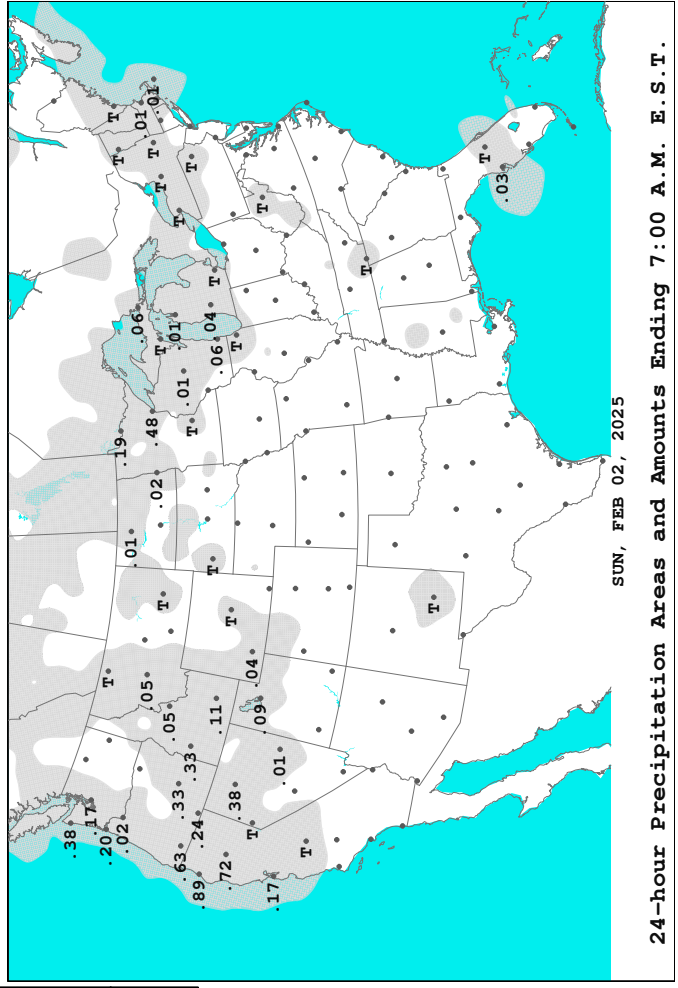 .38
.17
.20
T
T
T
.19
.02
.01
.06
.01
.05
.48
T
.01
.02
T
T
T
.05
.01
.33
T
.63
.01
.33
T
T
.24
.89
.04
T
T
.11
.06
.72
T
.38
T
T
.04
.09
T
.17
.01
T
T
T
T
.03
SUN, FEB 02, 2025
24-hour Precipitation Areas and Amounts Ending 7:00 A.M. E.S.T.